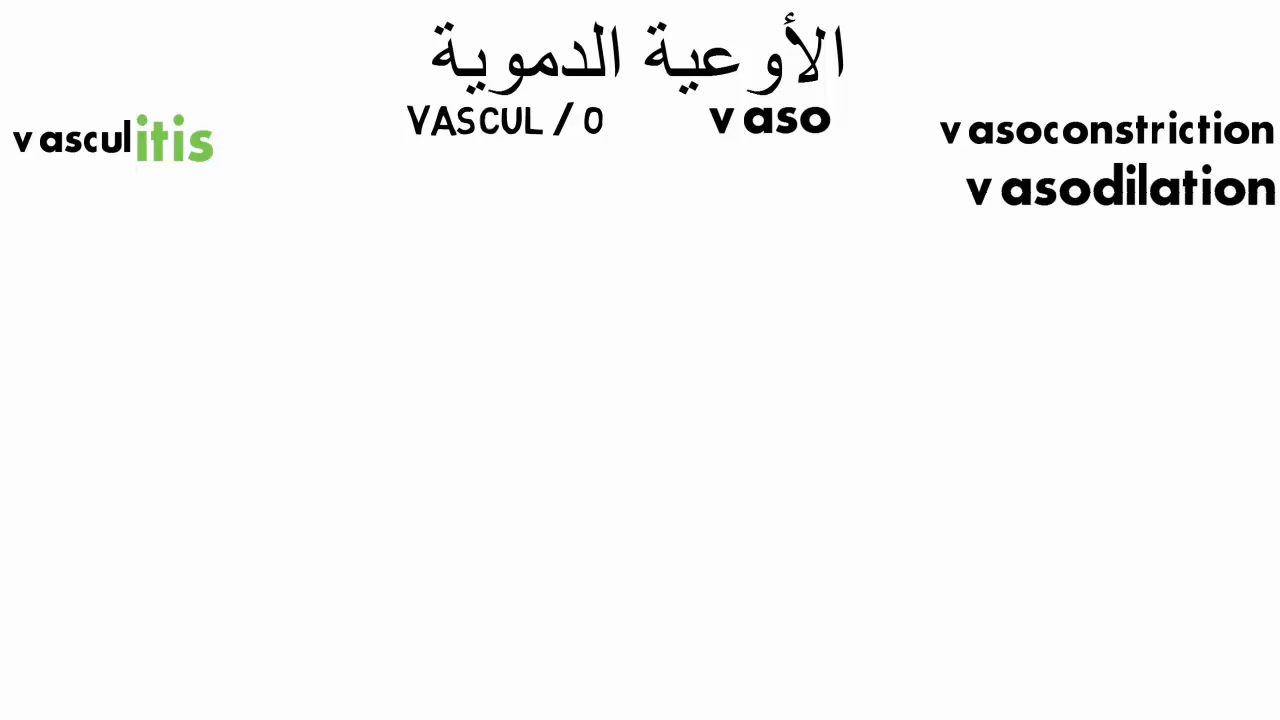 الأوعية الدموية
VASCUL / O
vaso
vasculitis
vasoconstriction
vasodilation